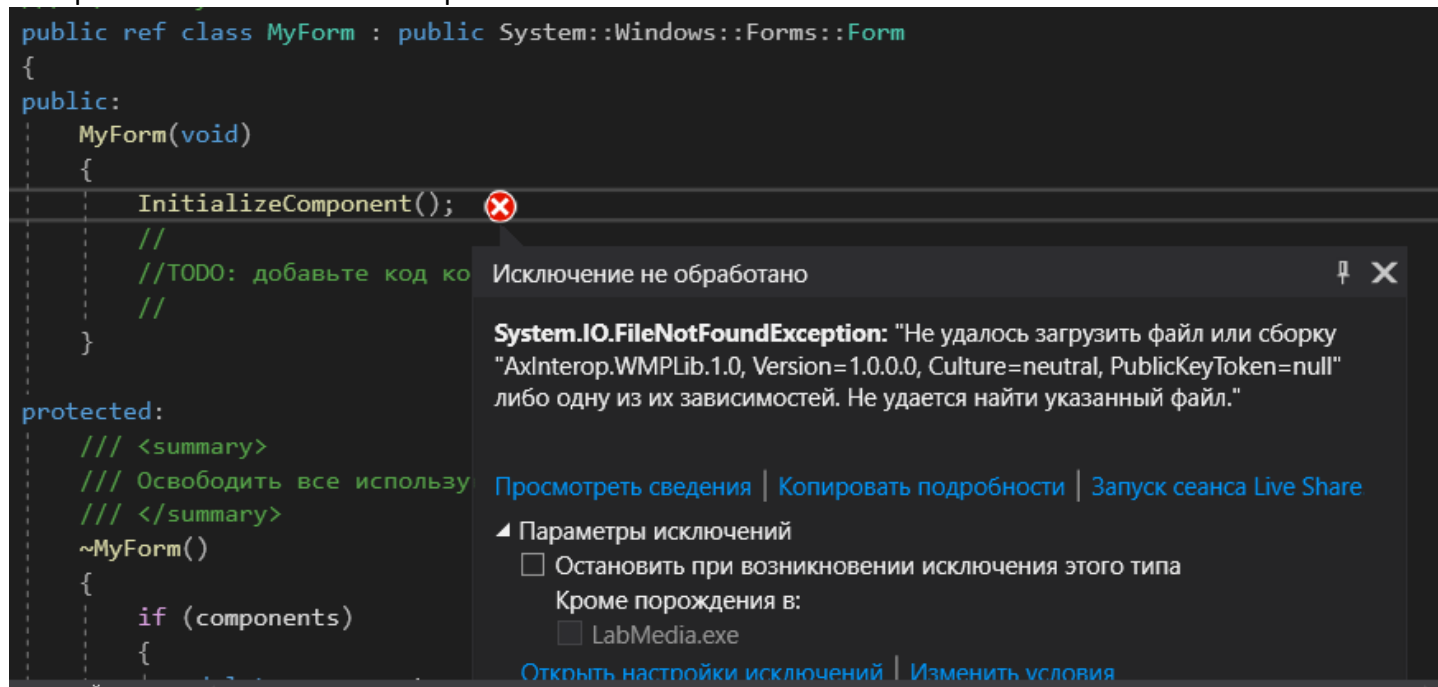 public ref class MyForm : public System::Windows::Forms::Form
{
public:
MyForm(void)
{
InitializeComponent();
//
//TODO: добавьте код ко
//
}
protected:
/// <summary>
/// Освободить все использу
/// </summary>
~MyForm()
{
if (components)
{
Исключение не обработано
System.IO.FileNotFoundException: "Не удалось загрузить файл или сборку
"AxInterop.WMPLib.1.0, Version=1.0.0.0, Culture=neutral, PublicKeyToken=null"
либо одну из их зависимостей. Не удается найти указанный файл."
Просмотреть сведения | Копировать подробности | Запуск сеанса Live Share
Параметры исключений
Остановить при возникновении исключения этого типа
Кроме порождения в:
LabMedia.exe
Открыть настройки исключений | Изменить условия